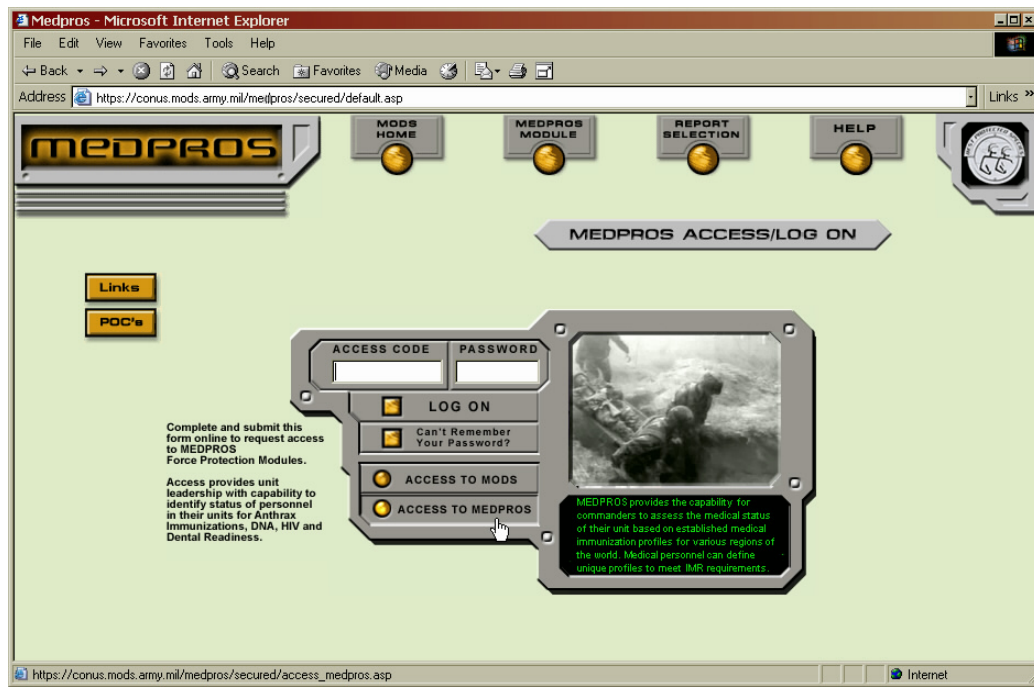 Medpros - Microsoft Internet Explorer
File Edit View Favorites Tools Help
Back Search Favorites Media
Address https://conus.mods.army.mil/medpros/secured/default.asp Links »
MEDPROS
MODS
HOME
MEDPROS
MODULE
REPORT
SELECTION
HELP
MEDPROS ACCESS/LOG ON
Links
POC's
ACCESS CODE PASSWORD
LOG ON
Can't Remember
Your Password?
ACCESS TO MODS
ACCESS TO MEDPROS
Complete and submit this
form online to request access
to MEDPROS
Force Protection Modules.
Access provides unit
leadership with capability to
identify status of personnel
in their units for Anthrax
Immunizations, DNA, HIV and
Dental Readiness.
MEDPROS provides the capability for
commanders to assess the medical status
of their unit based on established medical
immunization profiles for various regions of
the world. Medical personnel can define
unique profiles to meet IMR requirements.
https://conus.mods.army.mil/medpros/secured/access_medpros.asp Internet